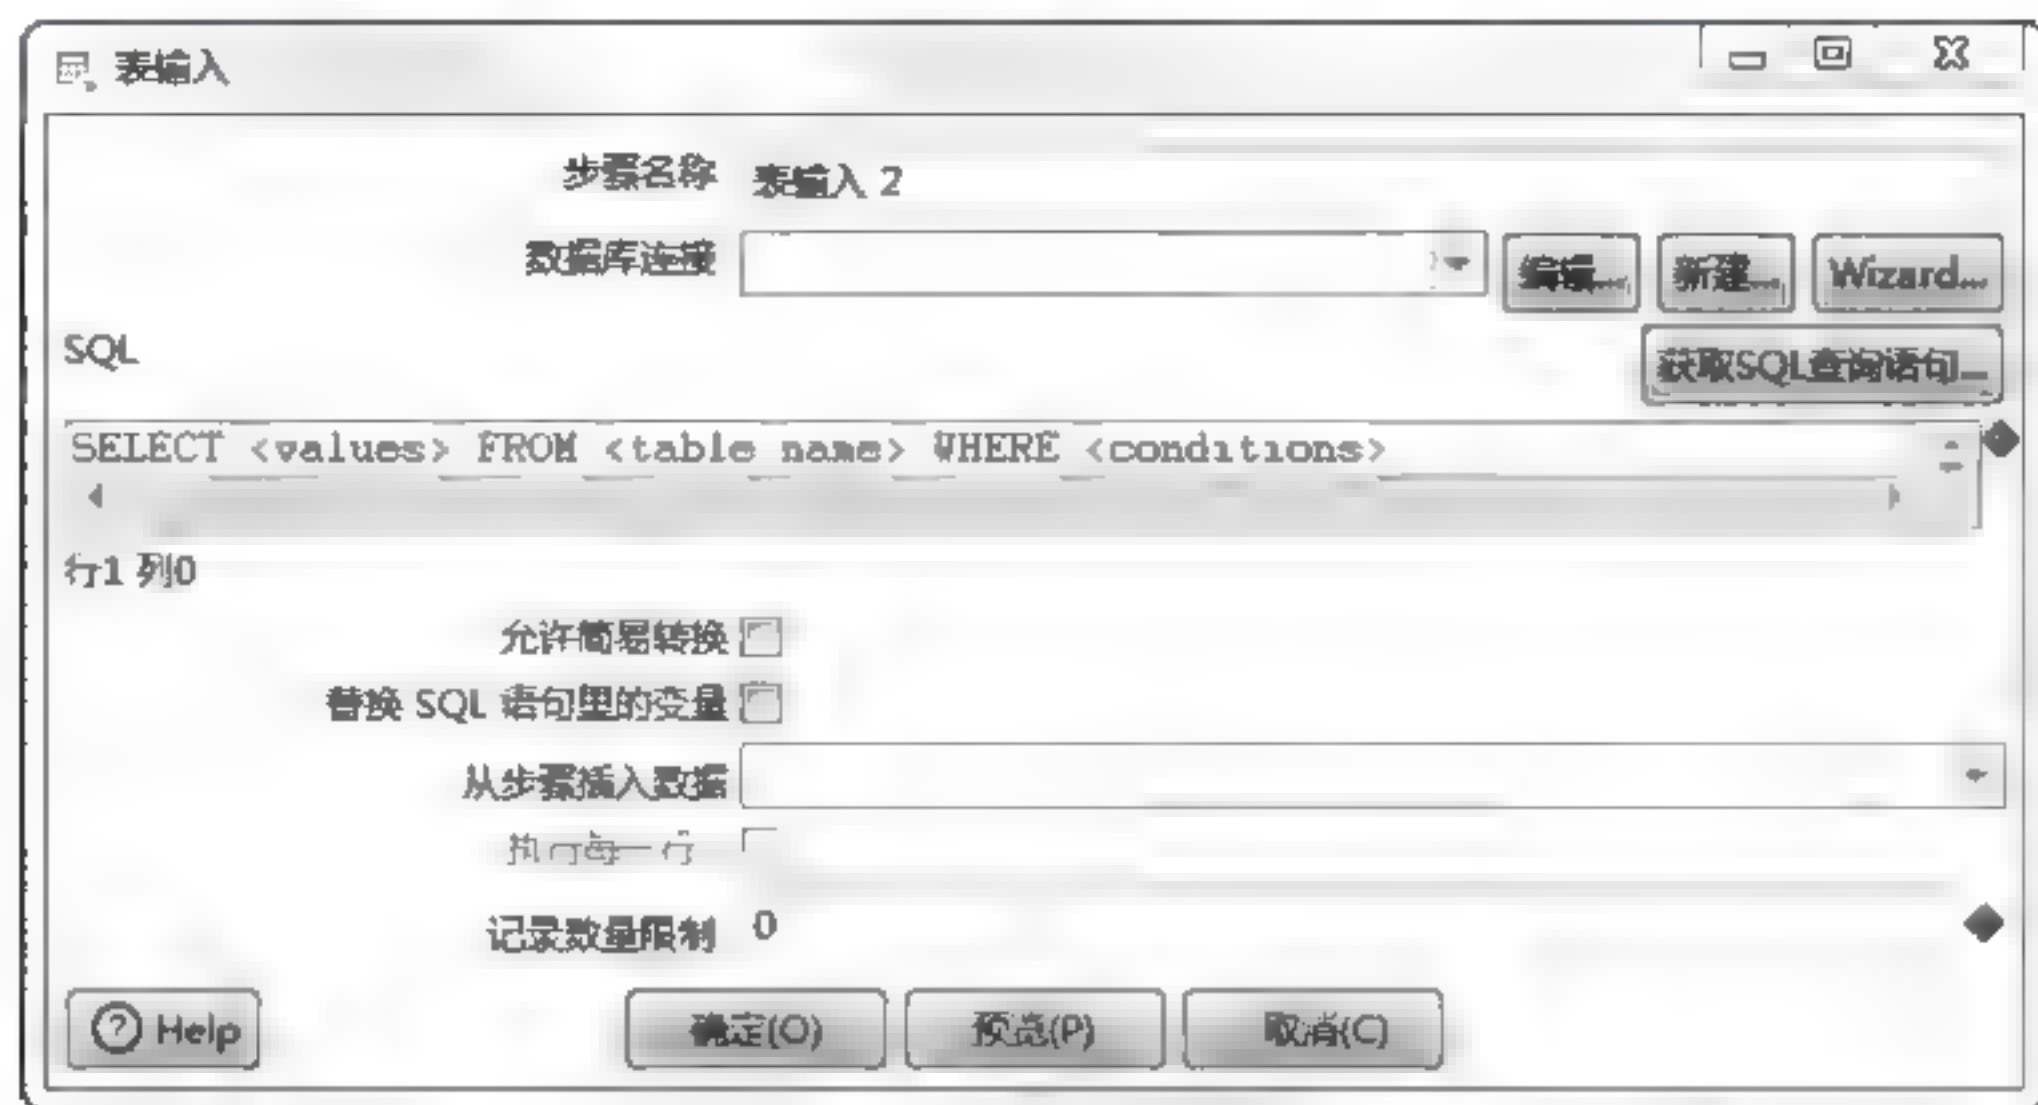 表输入
步骤名称 表输入 2
数据库连接 编辑... 新建... Wizard...
SQL 获取SQL查询语句...
SELECT <values> FROM <table name> WHERE <conditions>
行1 列0
允许简易转换
替换 SQL 语句里的变量
从步骤插入数据
执行每一行
记录数量限制 0
Help 确定(O) 预览(P) 取消(C)